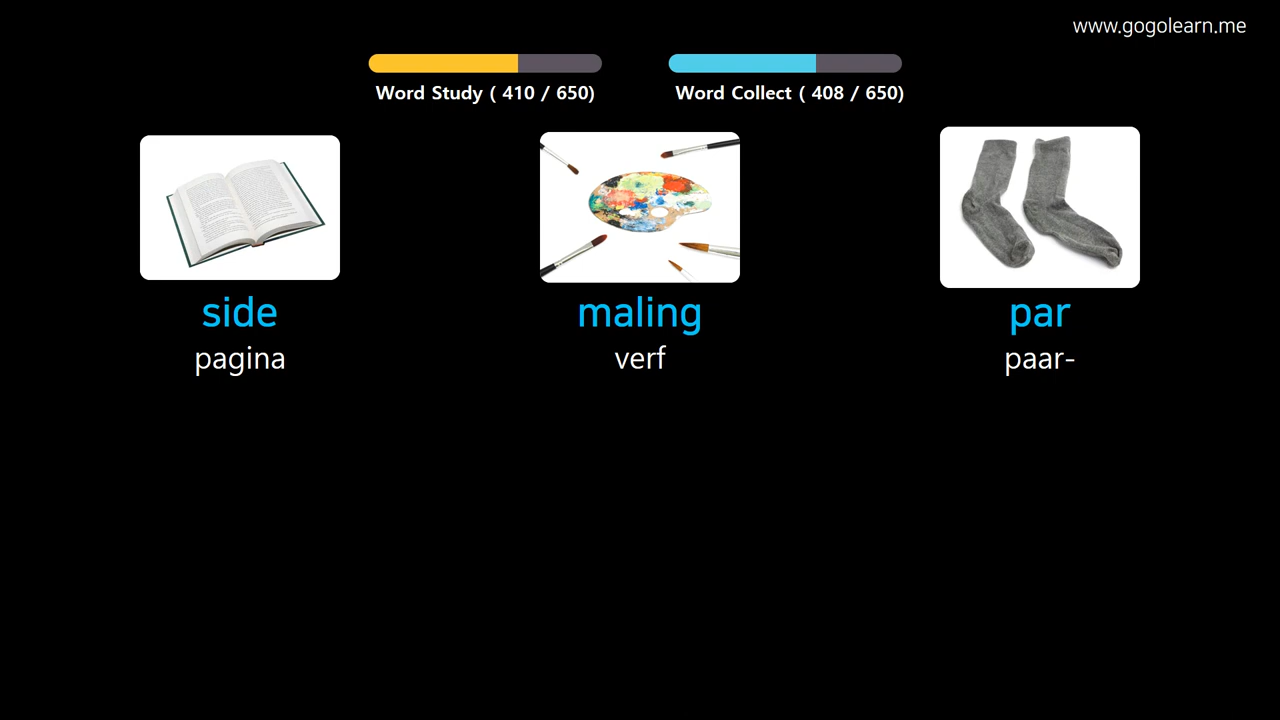 www.gogolearn.me
Word Study ( 410 / 650)
Word Collect ( 408 / 650)
side
pagina
maling
verf
par
paar-